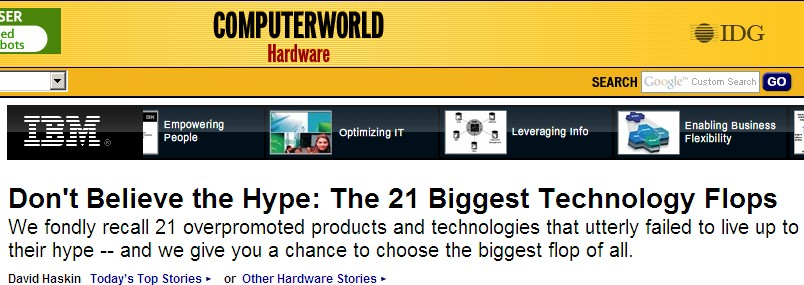 SER
ed
bots
COMPUTERWORLD
Hardware
IDG
SEARCH Google™ Custom Search GO
IBM®
Empowering
People
Optimizing IT
Leveraging Info
Enabling Business
Flexibility
Don't Believe the Hype: The 21 Biggest Technology Flops
We fondly recall 21 overpromoted products and technologies that utterly failed to live up to
their hype -- and we give you a chance to choose the biggest flop of all.
David Haskin Today's Top Stories ▸ or Other Hardware Stories ▸